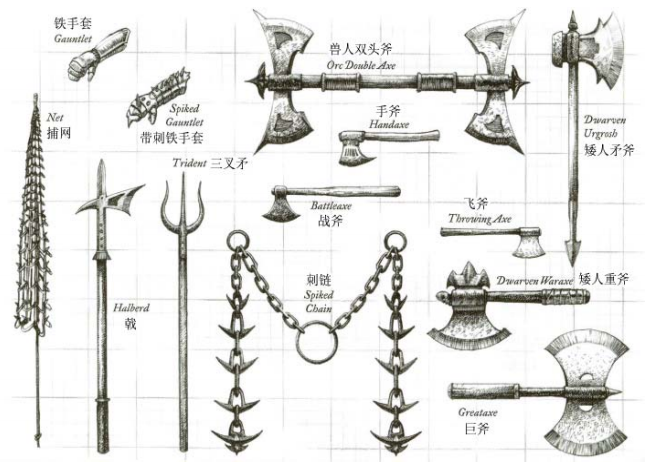 铁手套
Gauntlet
Spiked
Gauntlet
带刺铁手套
兽人双头斧
Orc Double Axe
手斧
Handaxe
Dwarven
Urgrosh
矮人矛斧
Net
捕网
Trident 三叉矛
Battleaxe
战斧
飞斧
Throwing Axe
刺链
Spiked
Chain
Dwarven Waraxe 矮人重斧
Halberd
戟
Greataxe
巨斧